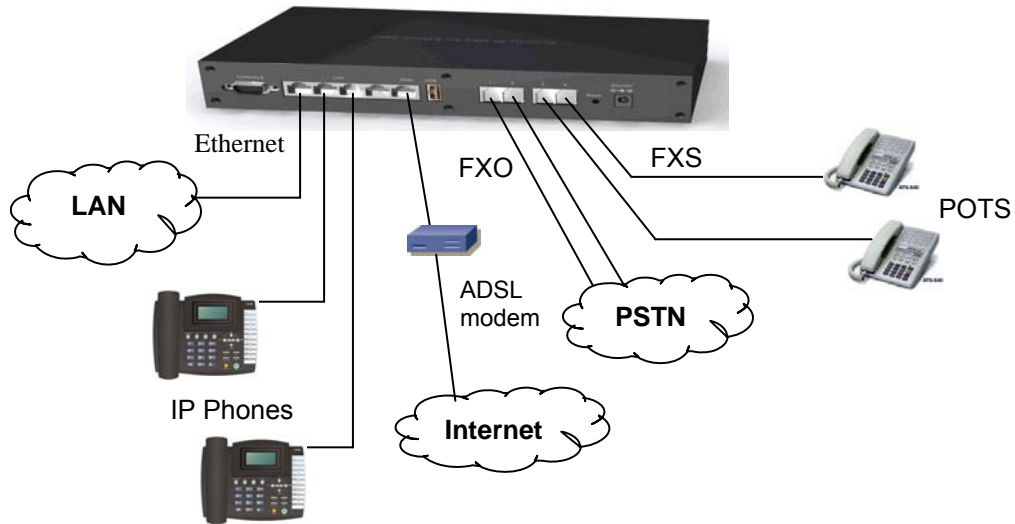 Ethernet
FXO
FXS
LAN
POTS
ADSL
modem
PSTN
IP Phones
Internet